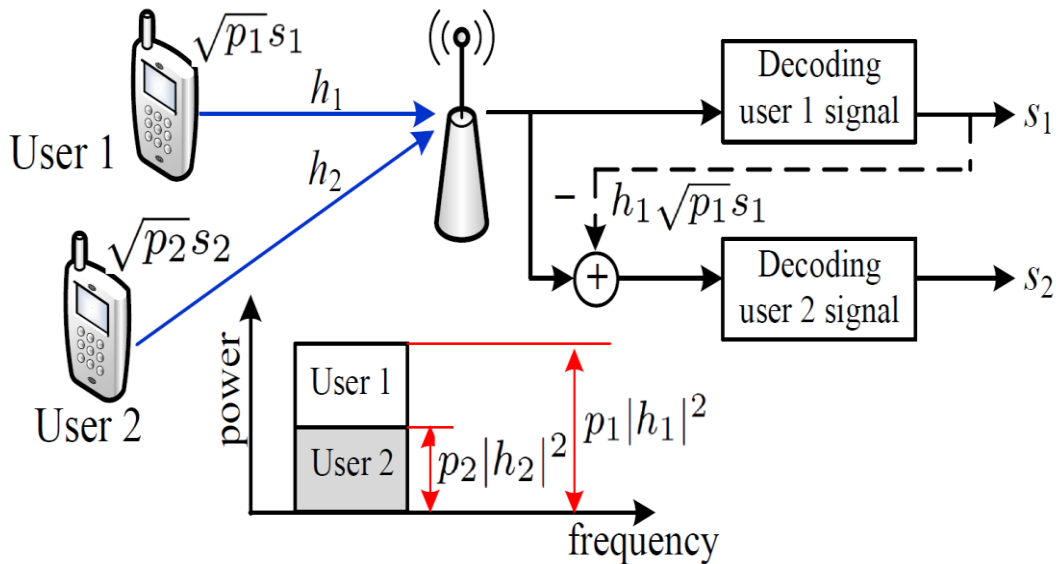 √p₁s₁
h₁
User 1
h₂
√p₂s₂
User 2
Decoding
user 1 signal
s₁
−
h₁√p₁s₁
+
Decoding
user 2 signal
s₂
power
User 1
User 2
p₂|h₂|²
p₁|h₁|²
frequency